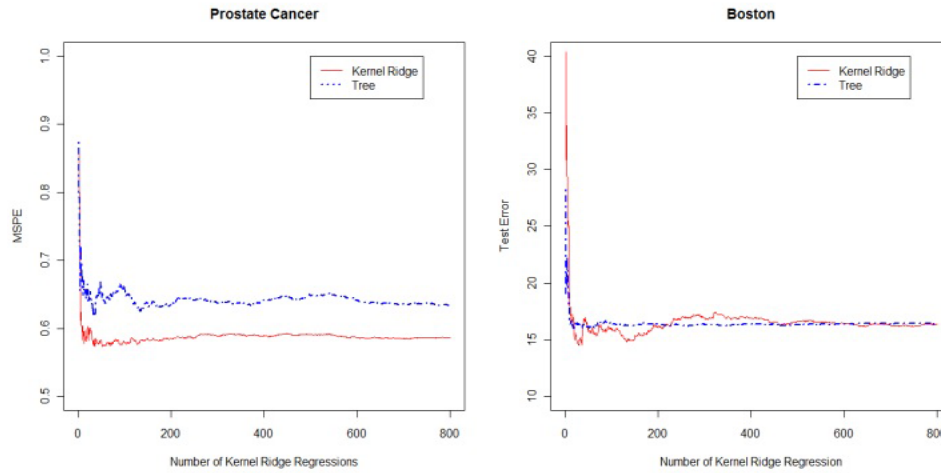 Prostate Cancer
MSPE
1.0
0.9
0.8
0.7
0.6
0.5
Kernel Ridge
Tree
0 200 400 600 800
Number of Kernel Ridge Regressions
Boston
Test Error
40
35
30
25
20
15
10
Kernel Ridge
Tree
0 200 400 600 800
Number of Kernel Ridge Regression